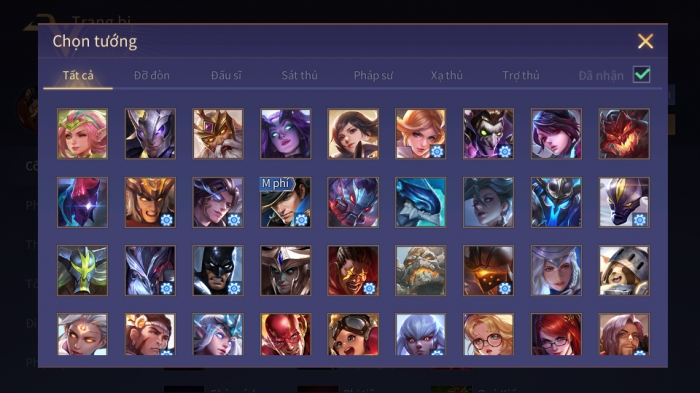 Trang bị
Chọn tướng
Tất cả
Đỡ đòn
Đấu sĩ
Sát thủ
Pháp sư
Xạ thủ
Trợ thủ
Đã nhận
M phí